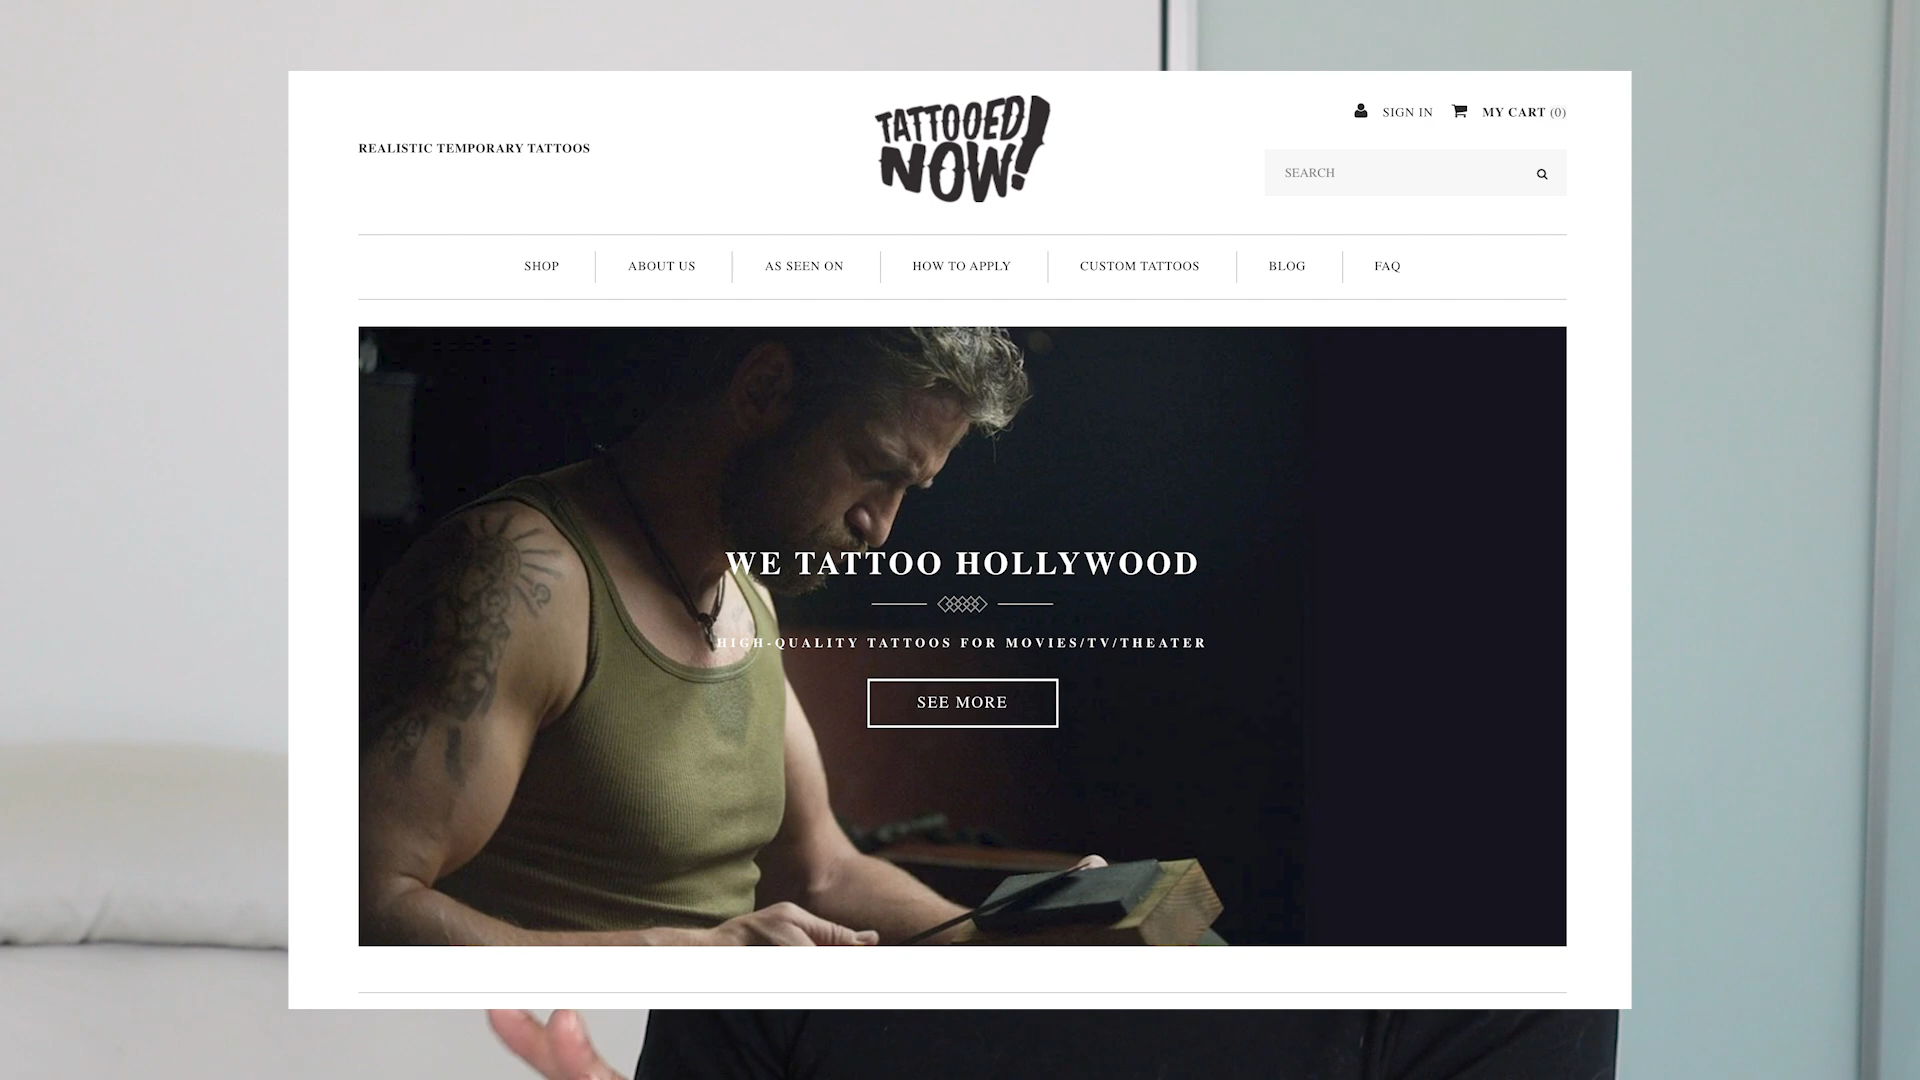 REALISTIC TEMPORARY TATTOOS
TATTOOED
NOW!
SIGN IN
MY CART (0)
SEARCH
SHOP
ABOUT US
AS SEEN ON
HOW TO APPLY
CUSTOM TATTOOS
BLOG
FAQ
WE TATTOO HOLLYWOOD
HIGH-QUALITY TATTOOS FOR MOVIES/TV/THEATER
SEE MORE